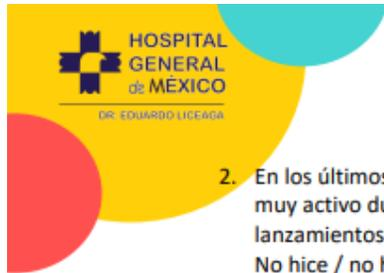 HOSPITAL
GENERAL
de MÉXICO
DR. EDUARDO LICEAGA
2. En los últimos
muy activo du
lanzamientos
No hice / no h